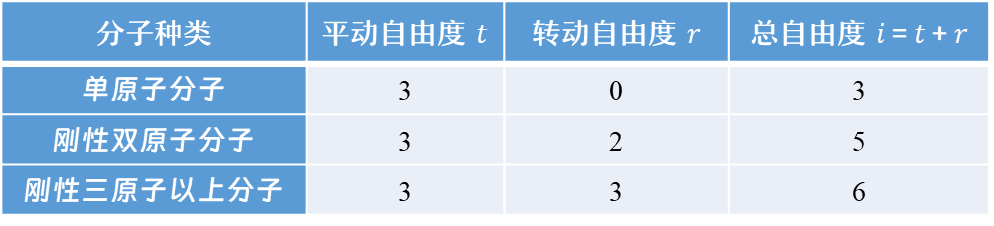 分子种类 平动自由度 t 转动自由度 r 总自由度 i = t + r
单原子分子 3 0 3
刚性双原子分子 3 2 5
刚性三原子以上分子 3 3 6